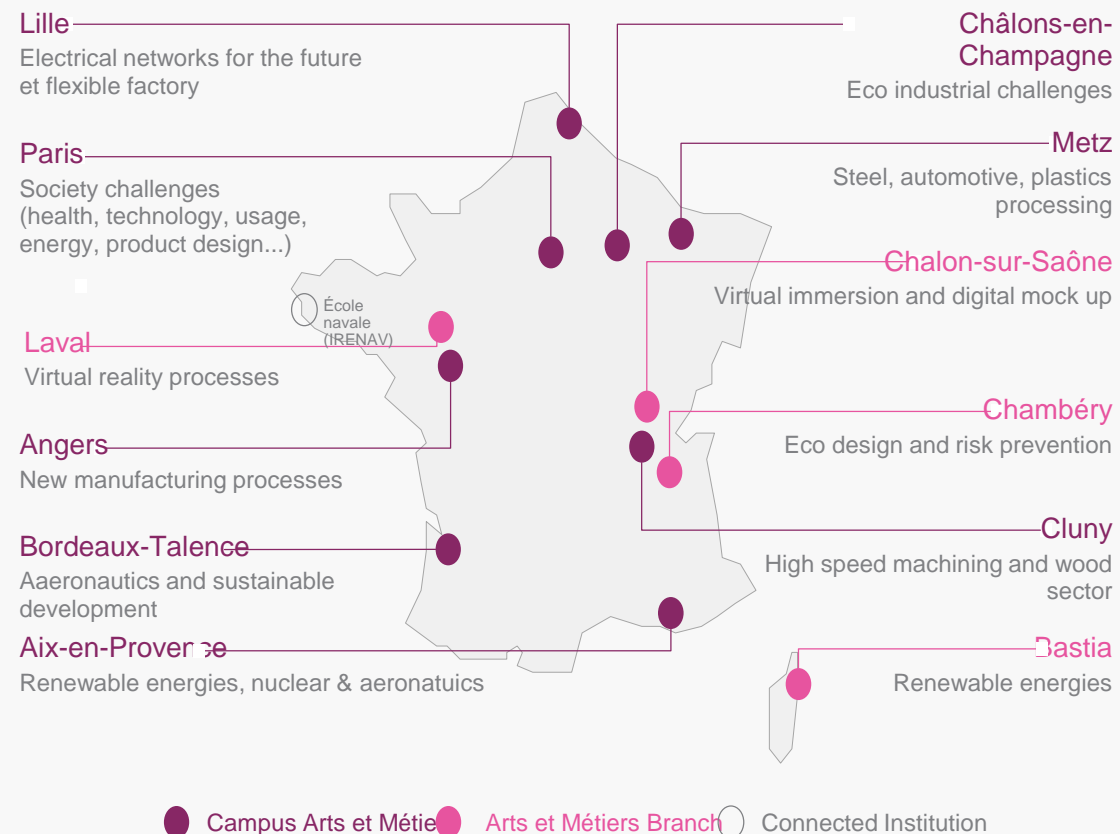 Lille
Electrical networks for the future
et flexible factory
Paris
Society challenges
(health, technology, usage,
energy, product design...)
École
navale
(IRENAV)
Laval
Virtual reality processes
Angers
New manufacturing processes
Bordeaux-Talence
Aaeronautics and sustainable
development
Aix-en-Provence
Renewable energies, nuclear & aeronatuics
Châlons-en-
Champagne
Eco industrial challenges
Metz
Steel, automotive, plastics
processing
Chalon-sur-Saône
Virtual immersion and digital mock up
Chambéry
Eco design and risk prevention
Cluny
High speed machining and wood
sector
Bastia
Renewable energies
Campus Arts et Métie
Arts et Métiers Branch
Connected Institution